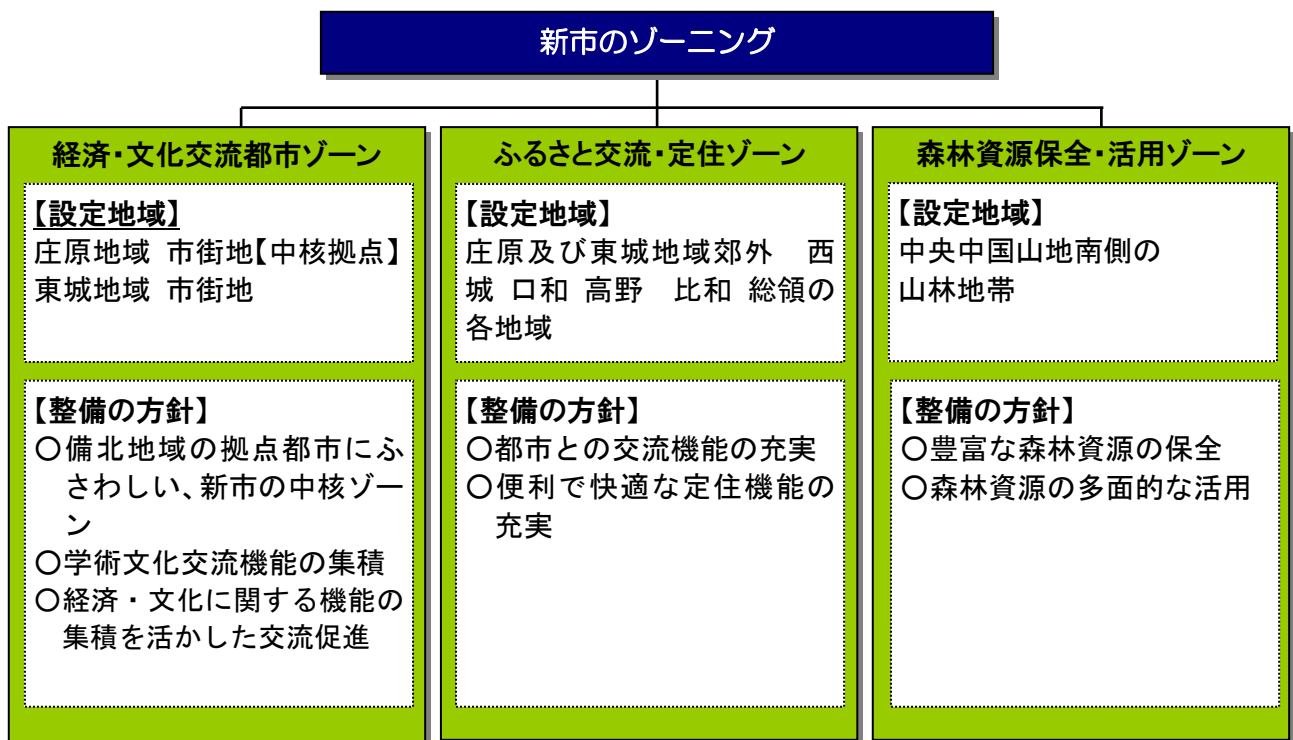 新市のゾーニング
経済・文化交流都市ゾーン
【設定地域】
庄原地域 市街地【中核拠点】
東城地域 市街地
【整備の方針】
○備北地域の拠点都市にふ
さわしい、新市の中核ゾー
ン
○学術文化交流機能の集積
○経済・文化に関する機能の
集積を活かした交流促進
ふるさと交流・定住ゾーン
【設定地域】
庄原及び東城地域郊外 西
城 口和 高野 比和 総領の
各地域
【整備の方針】
○都市との交流機能の充実
○便利で快適な定住機能の
充実
森林資源保全・活用ゾーン
【設定地域】
中央中国山地南側の
山林地帯
【整備の方針】
○豊富な森林資源の保全
○森林資源の多面的な活用